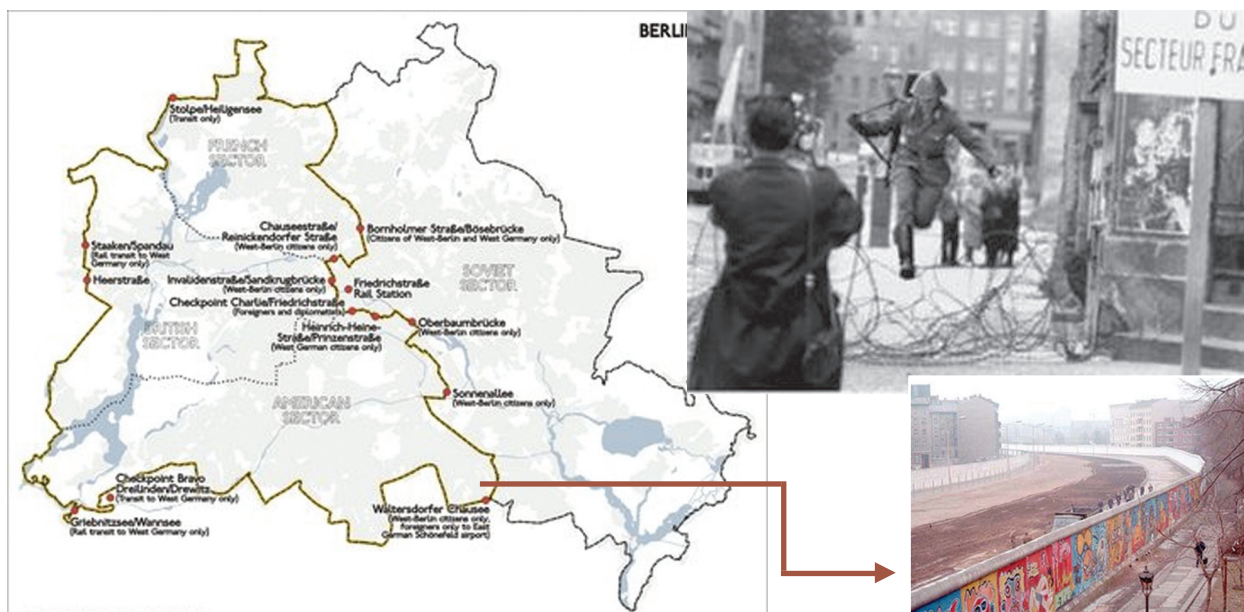 BERLI
Stolpe/Heiligensee
(Transit only)
FRENCH
SECTOR
Chauseestraße/
Reinickendorfer Straße
(West-Berlin citizens only)
Bornholmer Straße/Bösebrücke
(Citizens of West-Berlin and West Germany only)
Staaken/Spandau
(Rail transit to West
Germany only)
Heerstraße
Invalidenstraße/Sandkrugbrücke
(West-Berlin citizens only)
SOVIET
SECTOR
Friedrichstraße
Rail Station
Checkpoint Charlie/Friedrichstraße
(Foreigners and diplomats only)
BRITISH
SECTOR
Heinrich-Heine-
Straße/Prinzenstraße
(West German citizens only)
Oberbaumbrücke
(West-Berlin citizens only)
Sonnenallee
(West-Berlin citizens only)
AMERICAN
SECTOR
Checkpoint Bravo
Dreilinden/Drewitz
(Transit to West Germany only)
Griebnitzsee/Wannsee
(Rail transit to West Germany only)
Waltersdorfer Chausee
(West-Berlin citizens only,
foreigners only to East
German Schönefeld airport)
DU
SECTEUR FRA